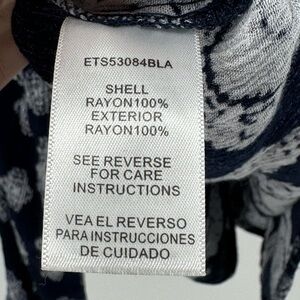 ETS53084BLA
SHELL
RAYON100%
EXTERIOR
RAYON100%
SEE REVERSE
FOR CARE
INSTRUCTIONS
VEA EL REVERSO
PARA INSTRUCCIONES
DE CUIDADO